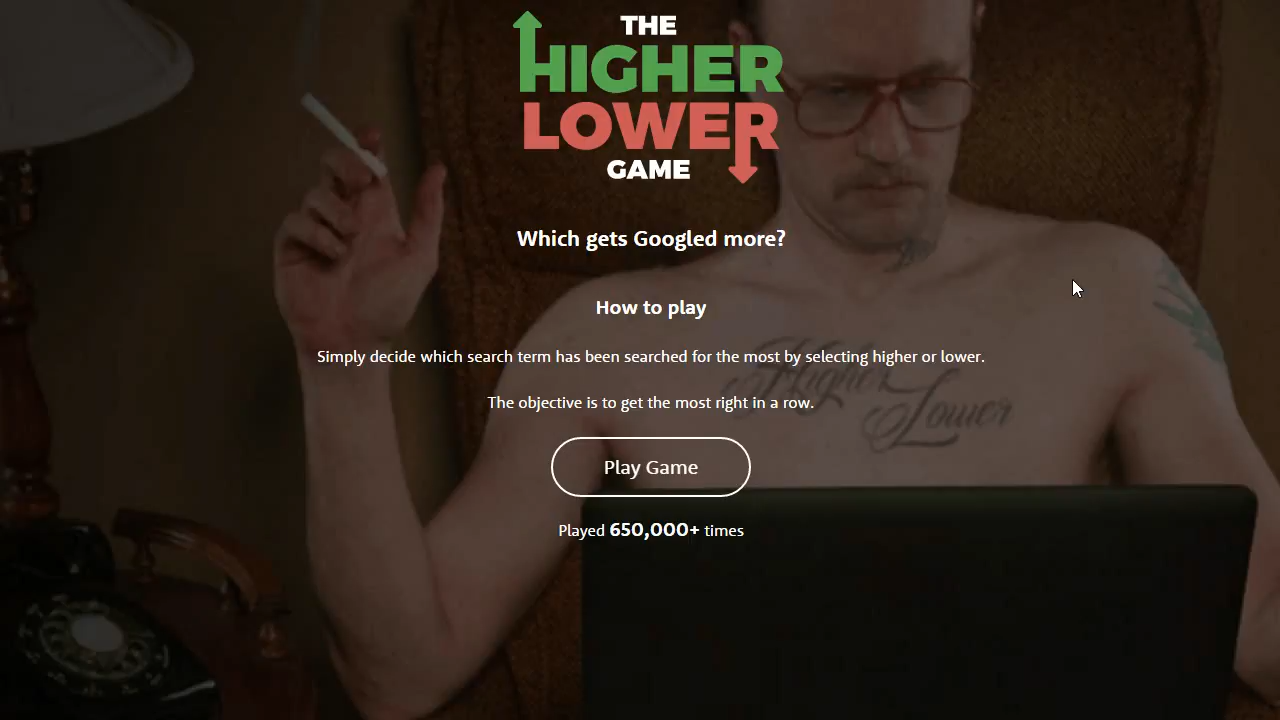 THE
HIGHER
LOWER
GAME
Which gets Googled more?
How to play
Simply decide which search term has been searched for the most by selecting higher or lower.
Higher
Lower
The objective is to get the most right in a row.
Play Game
Played 650,000+ times